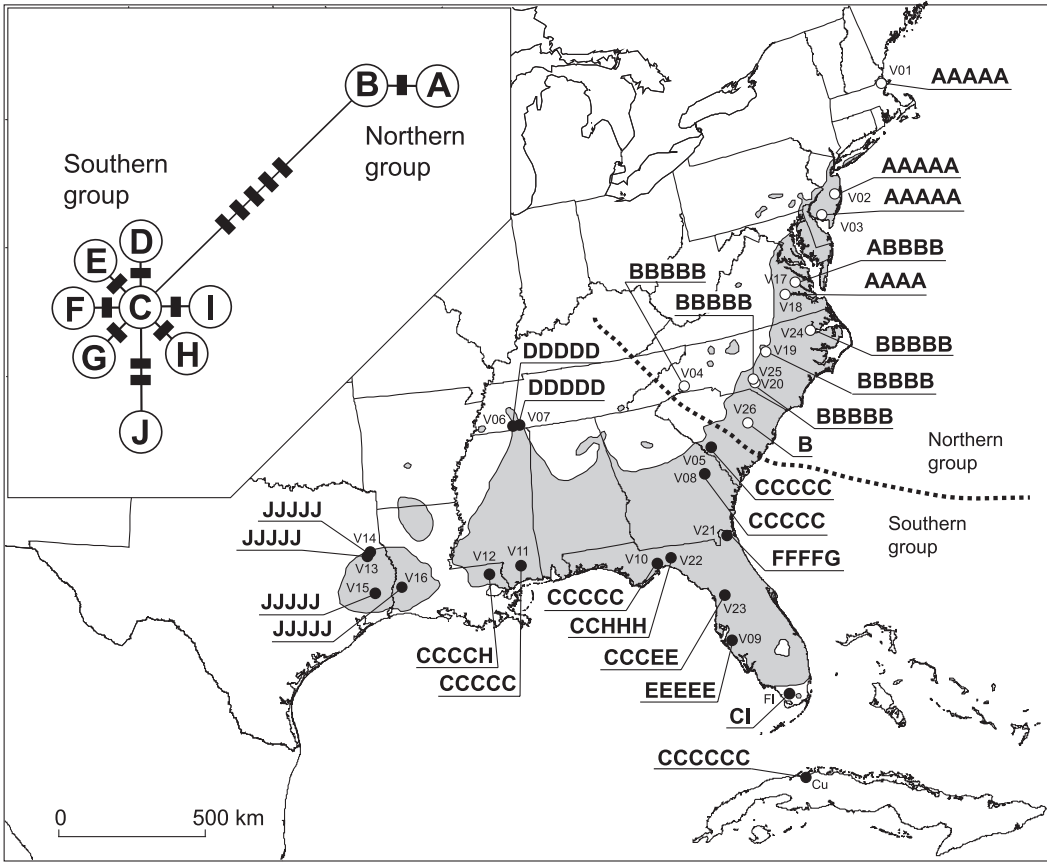 B
A
Southern
group
Northern
group
D
E
F
C
I
G
H
J
V01
AAAAA
AAAAA
V02
AAAAA
V03
ABBBB
V17
AAAA
V18
BBBBB
BBBBB
V24
BBBBB
V19
V04
V25
V20
BBBBB
BBBBB
V26
B
DDDDD
DDDDD
V06
V07
Northern
group
V05
V08
CCCCC
CCCCC
Southern
group
JJJJJ
JJJJJ
V14
V13
V15
V16
JJJJJ
JJJJJ
V12
V11
V10
V22
V21
FFFFG
CCCCC
CCHHH
V23
CCCEE
CCCCH
CCCCC
V09
EEEEE
FI
CI
CCCCCC
Cu
0
500 km